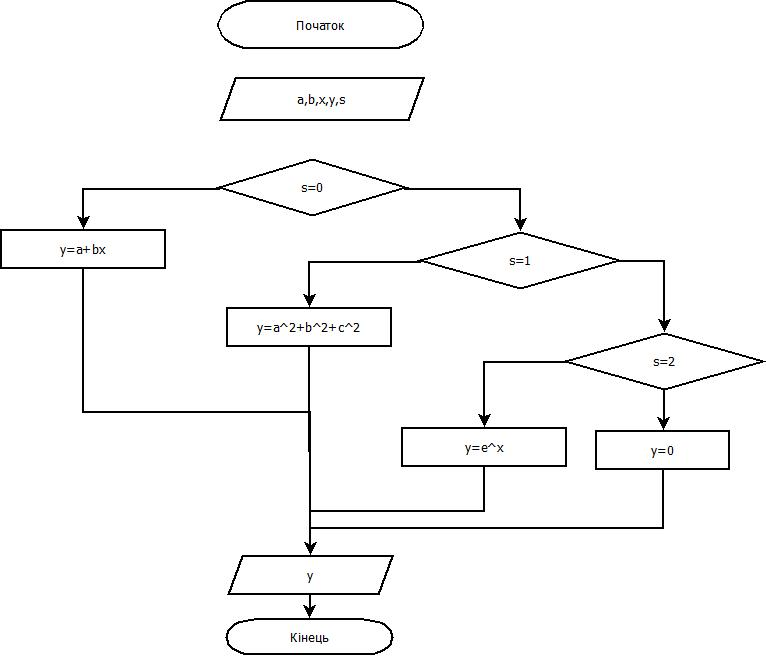 Початок
a,b,x,y,s
s=0
y=a+bx
s=1
y=a^2+b^2+c^2
s=2
y=e^x
y=0
y
Кінець